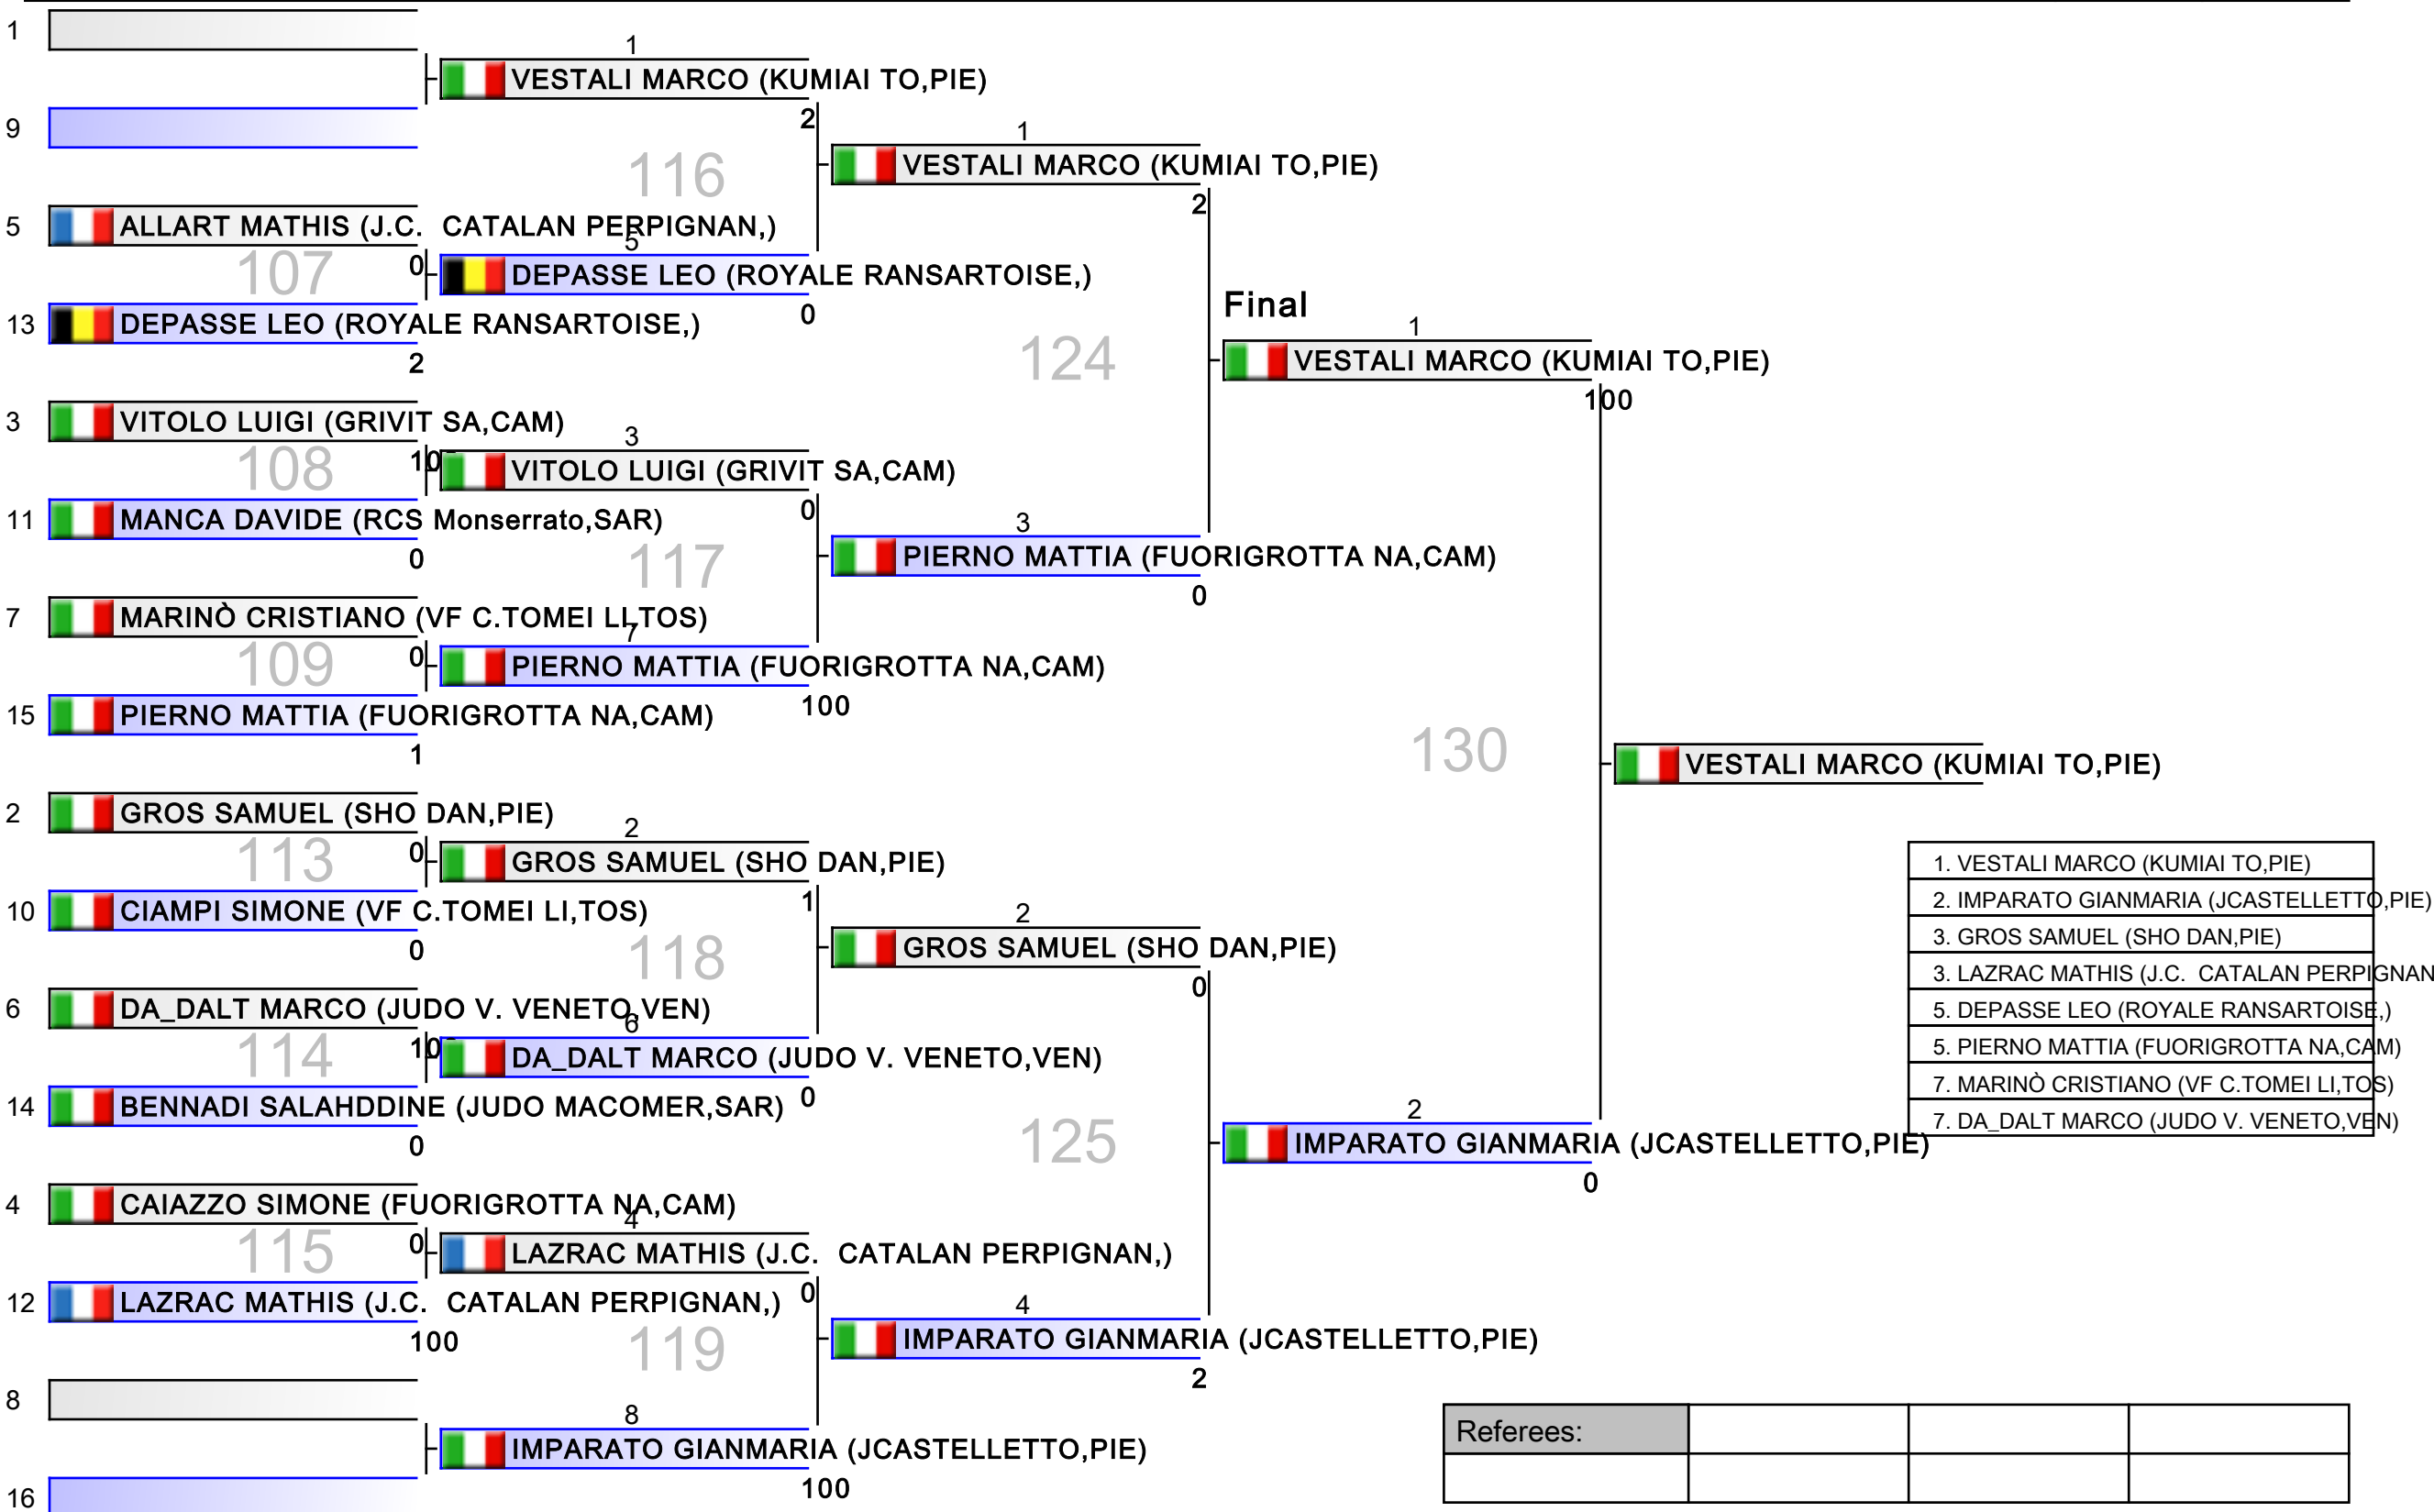 1
1
VESTALI MARCO (KUMIAI TO,PIE)
2
9
1
116
VESTALI MARCO (KUMIAI TO,PIE)
2
5
ALLART MATHIS (J.C.  CATALAN PERPIGNAN,)
5
107
0
DEPASSE LEO (ROYALE RANSARTOISE,)
0
13
DEPASSE LEO (ROYALE RANSARTOISE,)
2
124
Final
1
VESTALI MARCO (KUMIAI TO,PIE)
100
3
VITOLO LUIGI (GRIVIT SA,CAM)
3
108
VITOLO LUIGI (GRIVIT SA,CAM)
0
11
MANCA DAVIDE (RCS Monserrato,SAR)
0
117
3
PIERNO MATTIA (FUORIGROTTA NA,CAM)
0
7
MARINÒ CRISTIANO (VF C.TOMEI LI,TOS)
7
109
0
PIERNO MATTIA (FUORIGROTTA NA,CAM)
100
15
PIERNO MATTIA (FUORIGROTTA NA,CAM)
1
130
VESTALI MARCO (KUMIAI TO,PIE)
2
GROS SAMUEL (SHO DAN,PIE)
2
113
0
GROS SAMUEL (SHO DAN,PIE)
1
10
CIAMPI SIMONE (VF C.TOMEI LI,TOS)
0
118
2
GROS SAMUEL (SHO DAN,PIE)
0
6
DA_DALT MARCO (JUDO V. VENETO,VEN)
6
114
DA_DALT MARCO (JUDO V. VENETO,VEN)
0
14
BENNADI SALAHDDINE (JUDO MACOMER,SAR)
0
125
2
IMPARATO GIANMARIA (JCASTELLETTO,PIE)
0
1. VESTALI MARCO (KUMIAI TO,PIE)
2. IMPARATO GIANMARIA (JCASTELLETTO,PIE)
3. GROS SAMUEL (SHO DAN,PIE)
3. LAZRAC MATHIS (J.C.  CATALAN PERPIGNAN
5. DEPASSE LEO (ROYALE RANSARTOISE,)
5. PIERNO MATTIA (FUORIGROTTA NA,CAM)
7. MARINÒ CRISTIANO (VF C.TOMEI LI,TOS)
7. DA_DALT MARCO (JUDO V. VENETO,VEN)
4
CAIAZZO SIMONE (FUORIGROTTA NA,CAM)
4
115
0
LAZRAC MATHIS (J.C.  CATALAN PERPIGNAN,)
0
12
LAZRAC MATHIS (J.C.  CATALAN PERPIGNAN,)
100
119
4
IMPARATO GIANMARIA (JCASTELLETTO,PIE)
2
8
8
IMPARATO GIANMARIA (JCASTELLETTO,PIE)
100
16
Referees: